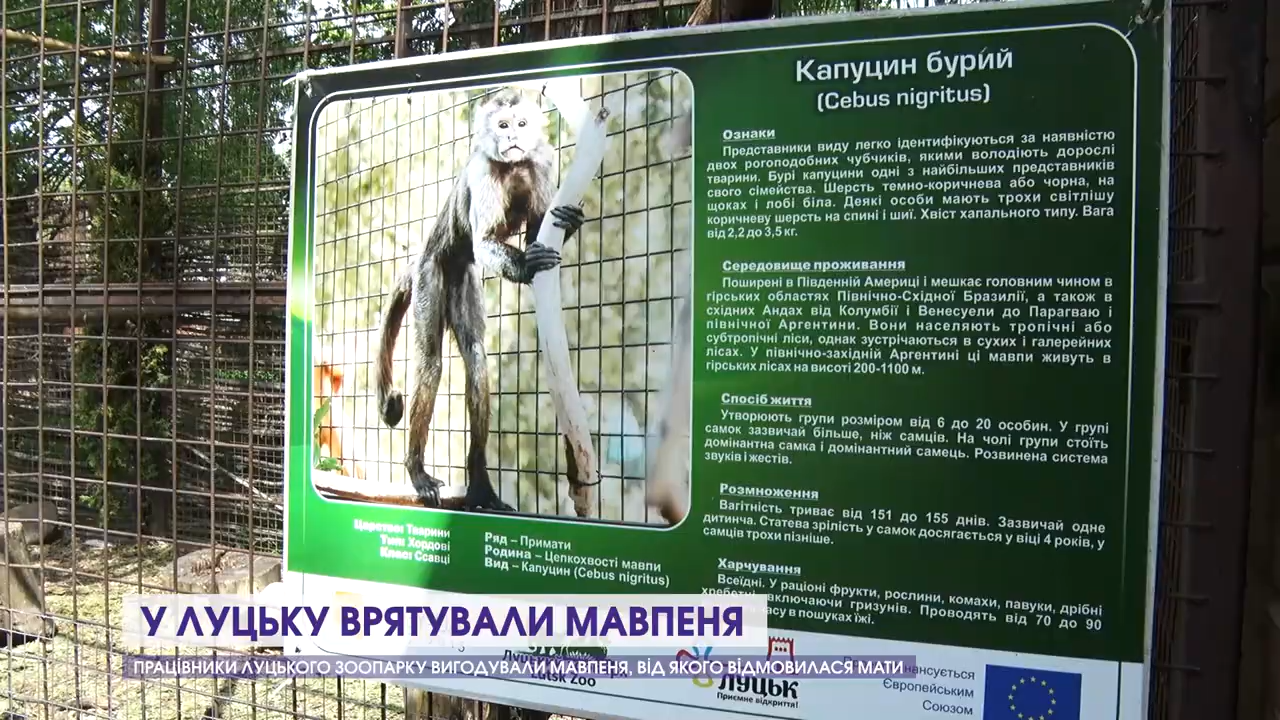 Капуцин бурий
(Cebus nigritus)
Ознаки
Представники виду легко ідентифікуються за наявністю
двох рогоподобних чубчиків, якими володіють дорослі
тварини. Бурі капуцини одні з найбільших представників
свого сімейства. Шерсть темно-коричнева або чорна, на
щоках і лобі біла. Деякі особи мають трохи світлішу
коричневу шерсть на спині і шиї. Хвіст хапального типу. Вага
від 2,2 до 3,5 кг.
Середовище проживання
Поширені в Південній Америці і мешкає головним чином в
гірських областях Північно-Східної Бразилії, а також в
східних Андах від Колумбії і Венесуели до Парагваю і
північної Аргентини. Вони населяють тропічні або
субтропічні ліси, однак зустрічаються в сухих і галерейних
лісах. У північно-західній Аргентині ці мавпи живуть в
гірських лісах на висоті 200-1100 м.
Спосіб життя
Утворюють групи розміром від 6 до 20 особин. У групі
самок зазвичай більше, ніж самців. На чолі групи стоїть
домінантна самка і домінантний самець. Розвинена система
звуків і жестів.
Розмноження
Вагітність триває від 151 до 155 днів. Зазвичай одне
дитинча. Статева зрілість у самок досягається у віці 4 років, у
самців трохи пізніше.
Харчування
Всеїдні. У раціоні фрукти, рослини, комахи, павуки, дрібні
включаючи гризунів. Проводять від 70 до 90
в пошуках їжі.
Царство: Тварини
Тип: Хордові
Клас: Ссавці
Ряд – Примати
Родина – Цепкохвості мавпи
Вид – Капуцин (Cebus nigritus)
У ЛУЦЬКУ ВРЯТУВАЛИ МАВПЕНЯ
ПРАЦІВНИКИ ЛУЦЬКОГО ЗООПАРКУ ВИГОДУВАЛИ МАВПЕНЯ, ВІД ЯКОГО ВІДМОВИЛАСЯ МАТИ
Lutsk Zoo
ЛУЦЬК
Приємне відкриття!
Європейським
Союзом